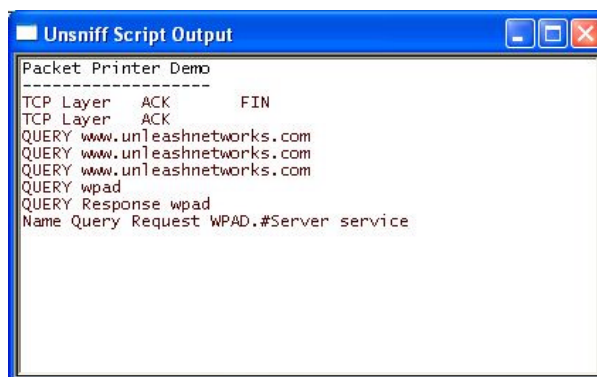 Unsniff Script Output
Packet Printer Demo
-------------------
TCP Layer   ACK        FIN
TCP Layer   ACK
QUERY www.unleashnetworks.com
QUERY www.unleashnetworks.com
QUERY www.unleashnetworks.com
QUERY wpad
QUERY Response wpad
Name Query Request WPAD.#Server service